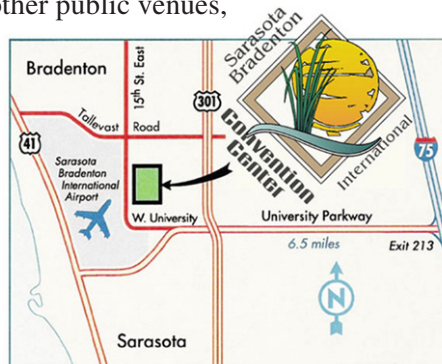 other public venues,
Sarasota
Bradenton
International
Convention
Center
Bradenton
15th St. East
301
41
Tallevast Road
75
Sarasota
Bradenton
International
Airport
W. University
University Parkway
6.5 miles
Exit 213
N
Sarasota